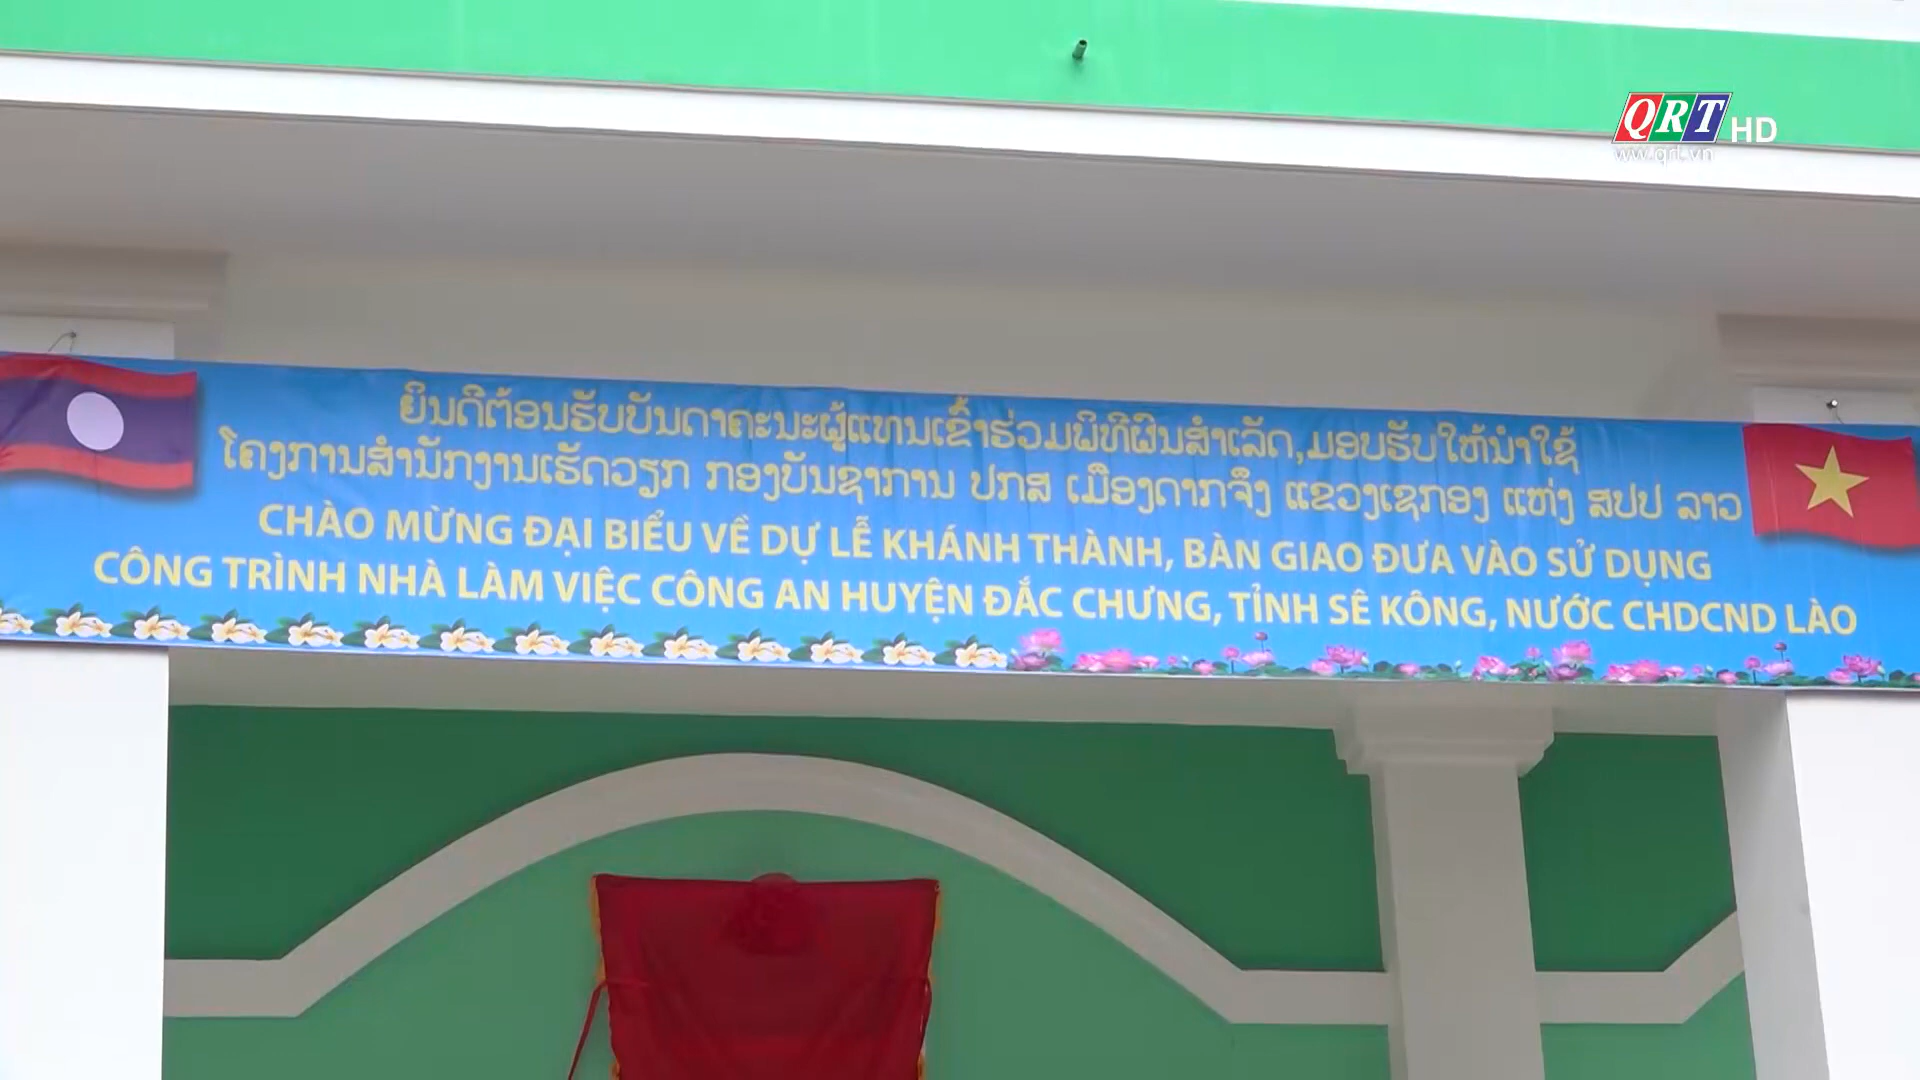 QRT HD
www.qrt.vn
ຍິນດີຕ້ອນຮັບບັນດາຄະນະຜູ້ແທນເຂົ້າຮ່ວມພິທີຜົນສຳເລັດ,ມອບຮັບໃຫ້ນຳໃຊ້
ໂຄງການສຳນັກງານເຮັດວຽກ ກອງບັນຊາການ ປກສ ເມືອງດາກຈຶງ ແຂວງເຊກອງ ແຫ່ງ ສປປ ລາວ
CHÀO MỪNG ĐẠI BIỂU VỀ DỰ LỄ KHÁNH THÀNH, BÀN GIAO ĐƯA VÀO SỬ DỤNG
CÔNG TRÌNH NHÀ LÀM VIỆC CÔNG AN HUYỆN ĐẮC CHƯNG, TỈNH SÊ KÔNG, NƯỚC CHDCND LÀO